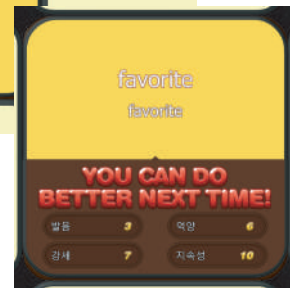 favorite
favorite
YOU CAN DO
BETTER NEXT TIME!
발음 3 억양 6
강세 7 지속성 10